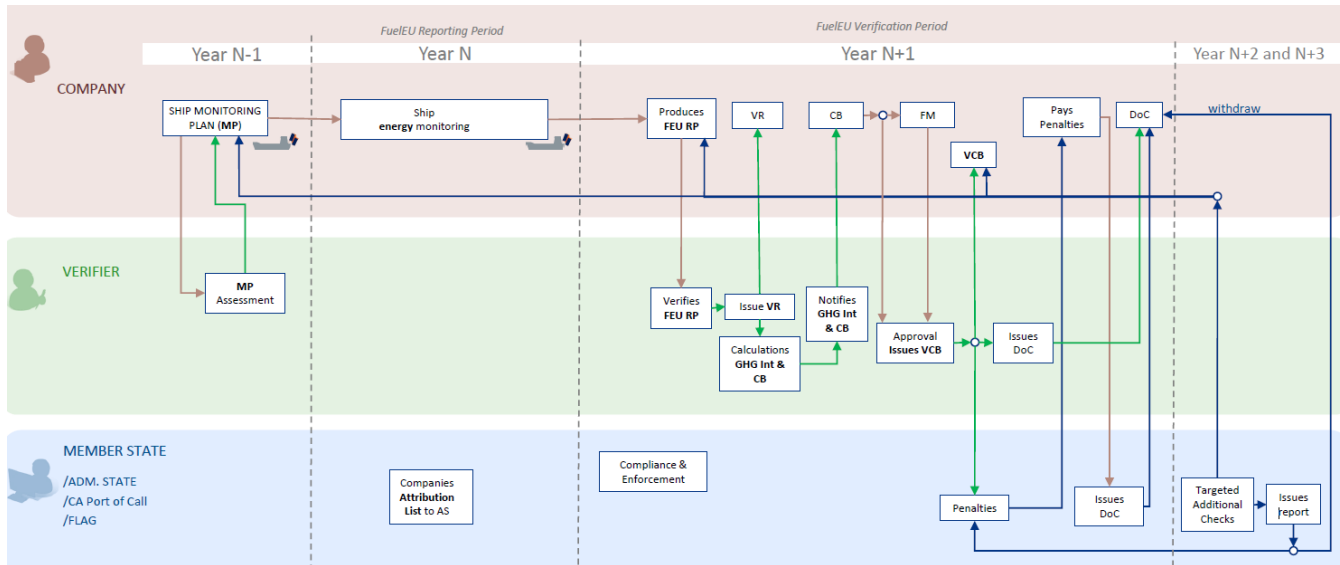 FuelEU Reporting Period
FuelEU Verification Period
Year N-1
Year N
Year N+1
Year N+2 and N+3
COMPANY
SHIP MONITORING
PLAN (MP)
Ship
energy monitoring
Produces
FEU RP
VR
CB
FM
Pays
Penalties
DoC
withdraw
VCB
VERIFIER
MP
Assessment
Verifies
FEU RP
Issue VR
Notifies
GHG Int
& CB
Calculations
GHG Int &
CB
Approval
Issues VCB
Issues
DoC
MEMBER STATE
/ADM. STATE
/CA Port of Call
/FLAG
Companies
Attribution
List to AS
Compliance &
Enforcement
Penalties
Issues
DoC
Targeted
Additional
Checks
Issues
report